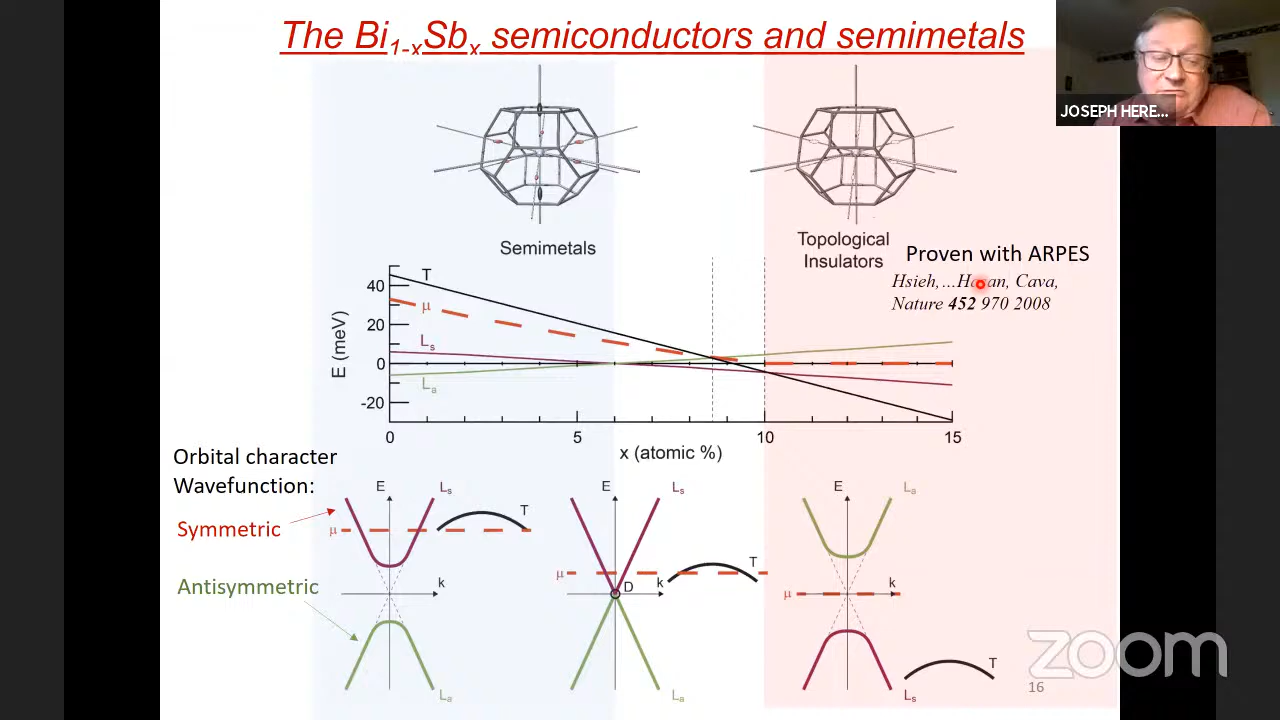 The Bi1-xSbx semiconductors and semimetals
JOSEPH HERE...
Semimetals
Topological
Insulators
Proven with ARPES
Hsieh,...Hasan, Cava,
Nature 452 970 2008
E (meV)
40
20
0
-20
T
μ
Ls
La
0
5
10
15
x (atomic %)
Orbital character
Wavefunction:
Symmetric
Antisymmetric
E
Ls
μ
T
k
La
E
Ls
μ
T
D
k
La
E
La
μ
k
T
Ls
zoom
16